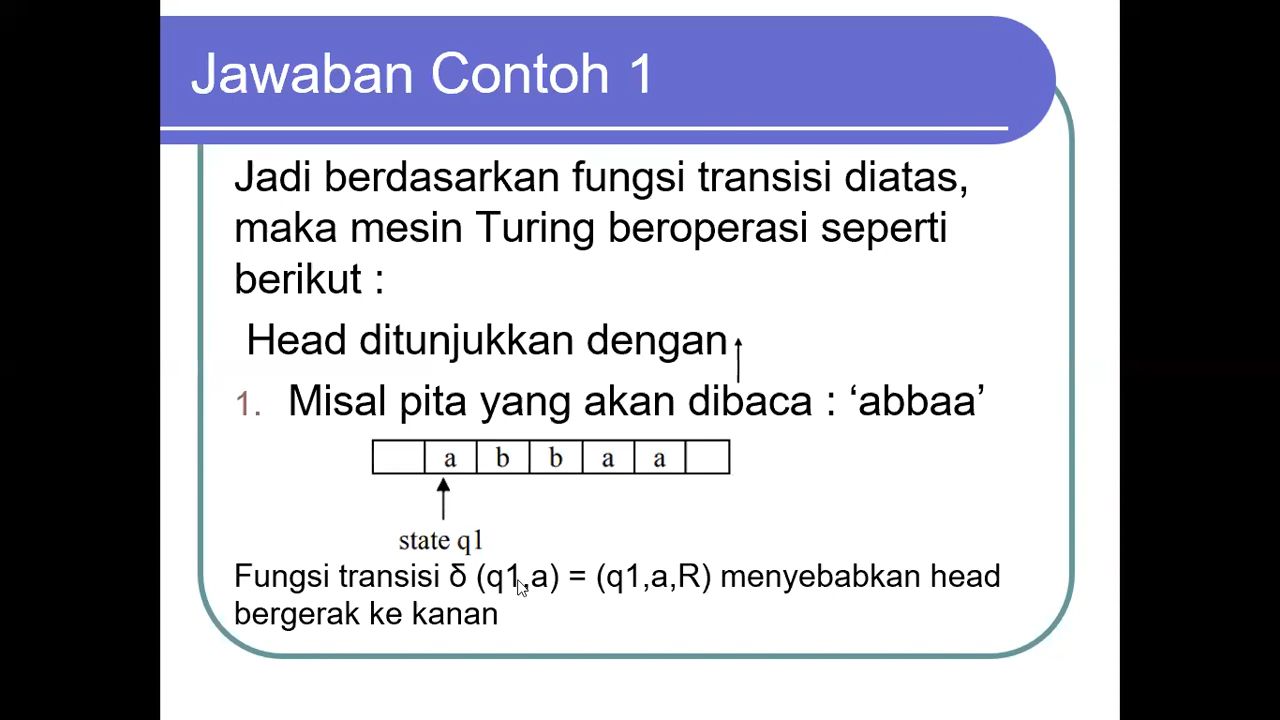 Jawaban Contoh 1
Jadi berdasarkan fungsi transisi diatas,
maka mesin Turing beroperasi seperti
berikut :
Head ditunjukkan dengan
1. Misal pita yang akan dibaca : ‘abbaa’
a b b a a
state q1
Fungsi transisi δ (q1,a) = (q1,a,R) menyebabkan head
bergerak ke kanan